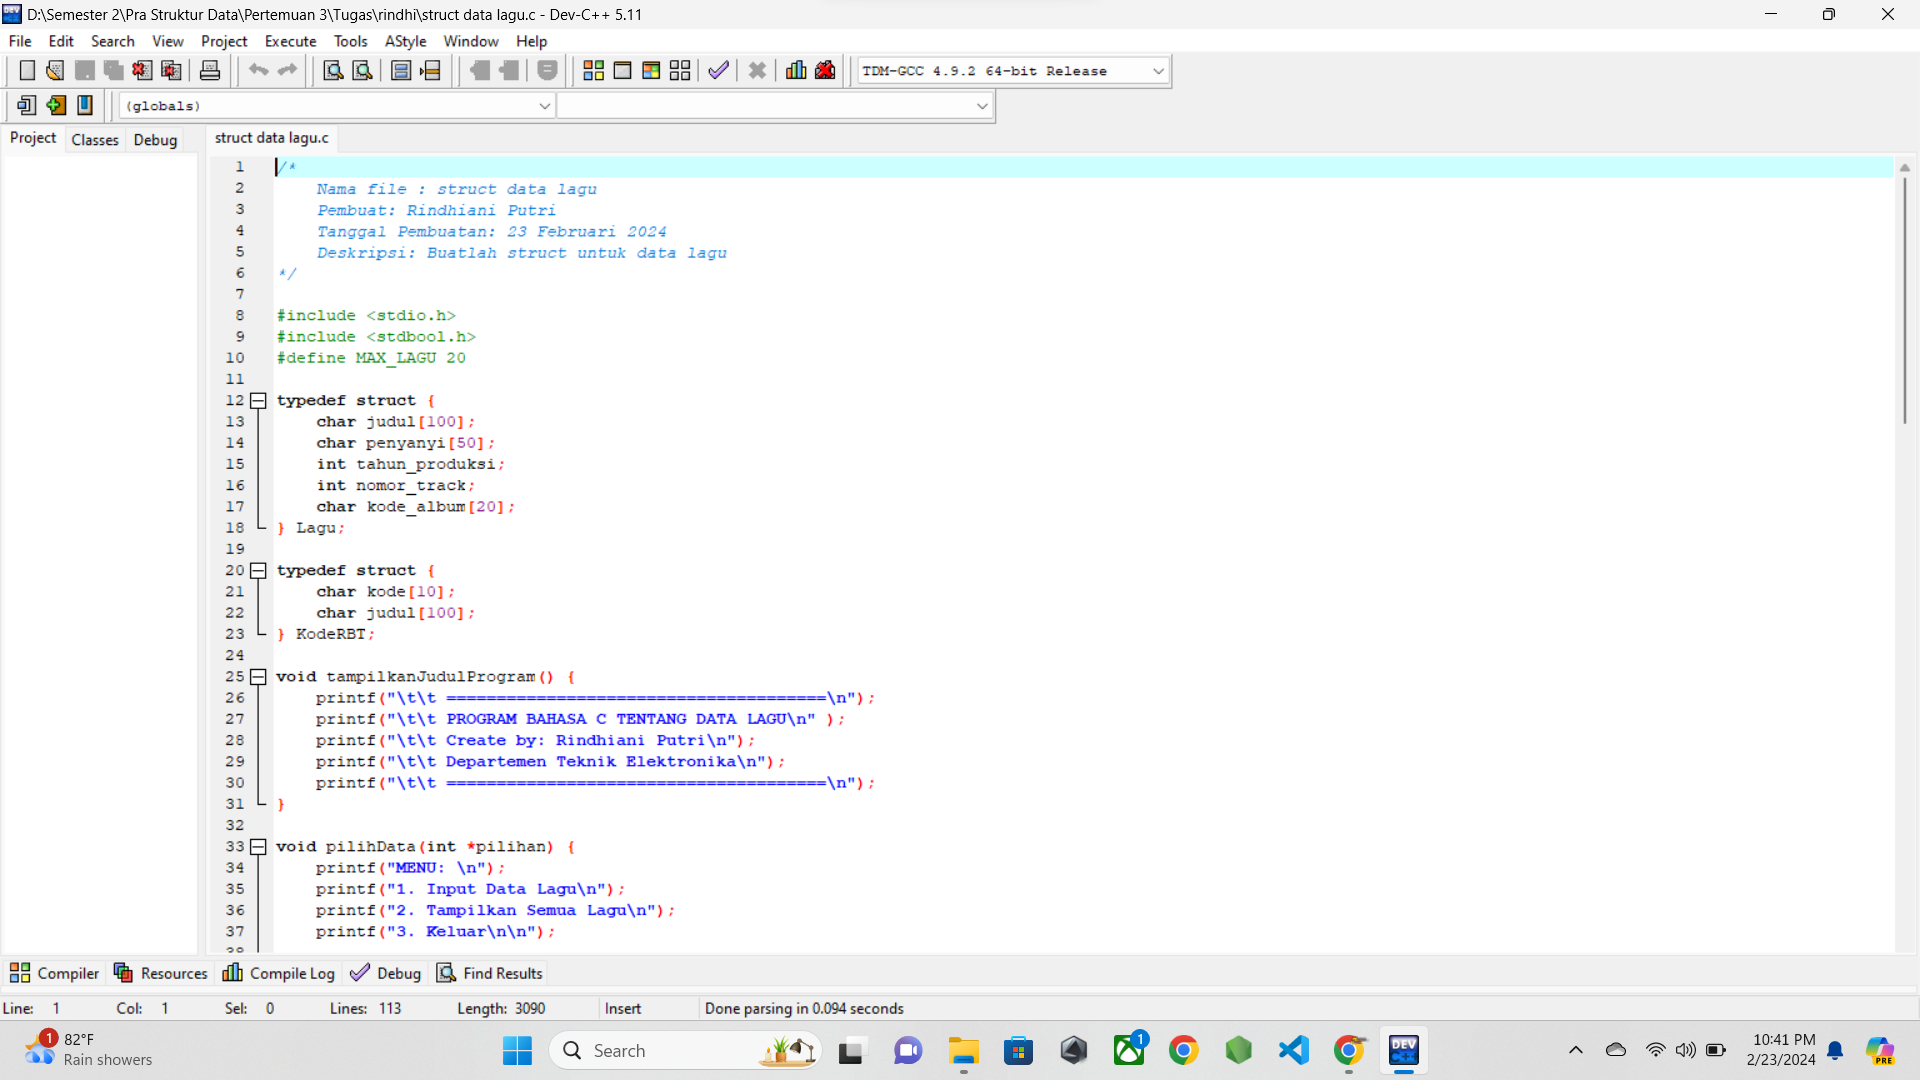 D:\Semester 2\Pra Struktur Data\Pertemuan 3\Tugas\rindhi\struct data lagu.c - Dev-C++ 5.11
File Edit Search View Project Execute Tools AStyle Window Help
TDM-GCC 4.9.2 64-bit Release
(globals)
Project Classes Debug
struct data lagu.c
1 /*
2 Nama file : struct data lagu
3 Pembuat: Rindhiani Putri
4 Tanggal Pembuatan: 23 Februari 2024
5 Deskripsi: Buatlah struct untuk data lagu
6 */
7
8 #include <stdio.h>
9 #include <stdbool.h>
10 #define MAX_LAGU 20
11
12 typedef struct {
13 char judul[100];
14 char penyanyi[50];
15 int tahun_produksi;
16 int nomor_track;
17 char kode_album[20];
18 } Lagu;
19
20 typedef struct {
21 char kode[10];
22 char judul[100];
23 } KodeRBT;
24
25 void tampilkanJudulProgram() {
26 printf("\t\t ======================================\n");
27 printf("\t\t PROGRAM BAHASA C TENTANG DATA LAGU\n" );
28 printf("\t\t Create by: Rindhiani Putri\n");
29 printf("\t\t Departemen Teknik Elektronika\n");
30 printf("\t\t ======================================\n");
31 }
32
33 void pilihData(int *pilihan) {
34 printf("MENU: \n");
35 printf("1. Input Data Lagu\n");
36 printf("2. Tampilkan Semua Lagu\n");
37 printf("3. Keluar\n\n");
38
Compiler Resources Compile Log Debug Find Results
Line: 1 Col: 1 Sel: 0 Lines: 113 Length: 3090 Insert Done parsing in 0.094 seconds
1 82°F
Rain showers
Search
1
DEV C++
10:41 PM
2/23/2024
PRE